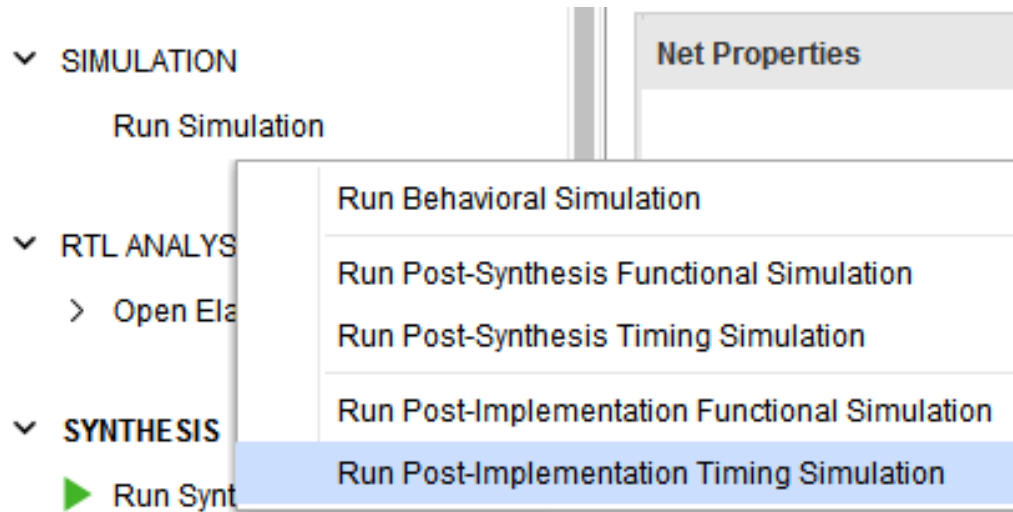 SIMULATION
Net Properties
Run Simulation
Run Behavioral Simulation
RTL ANALYS
Run Post-Synthesis Functional Simulation
Open Ela
Run Post-Synthesis Timing Simulation
Run Post-Implementation Functional Simulation
SYNTHESIS
Run Post-Implementation Timing Simulation
Run Synt